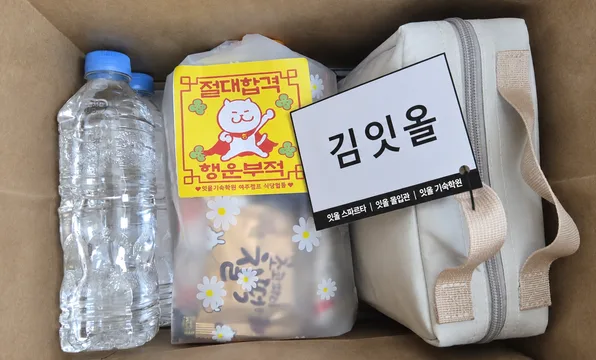 절대합격
행운부적
♥잇올기숙학원 여주캠프 식당협동♥
김잇올
잇올 스파르타 | 잇올 몰입관 | 잇올 기숙학원